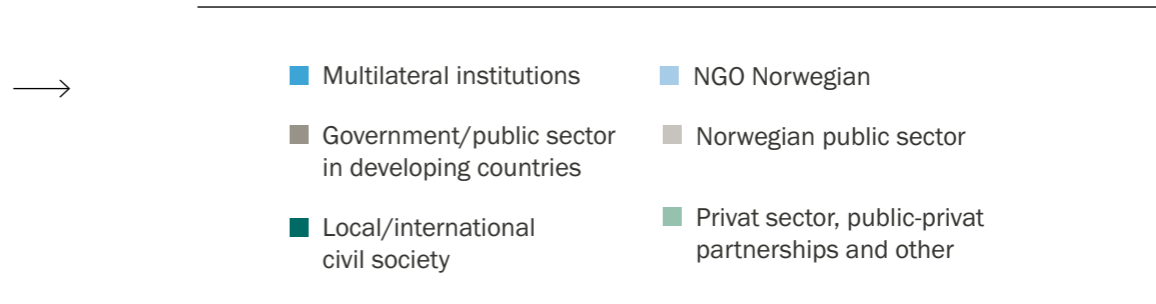 Multilateral institutions
Government/public sector
in developing countries
Local/international
civil society
NGO Norwegian
Norwegian public sector
Privat sector, public-privat
partnerships and other